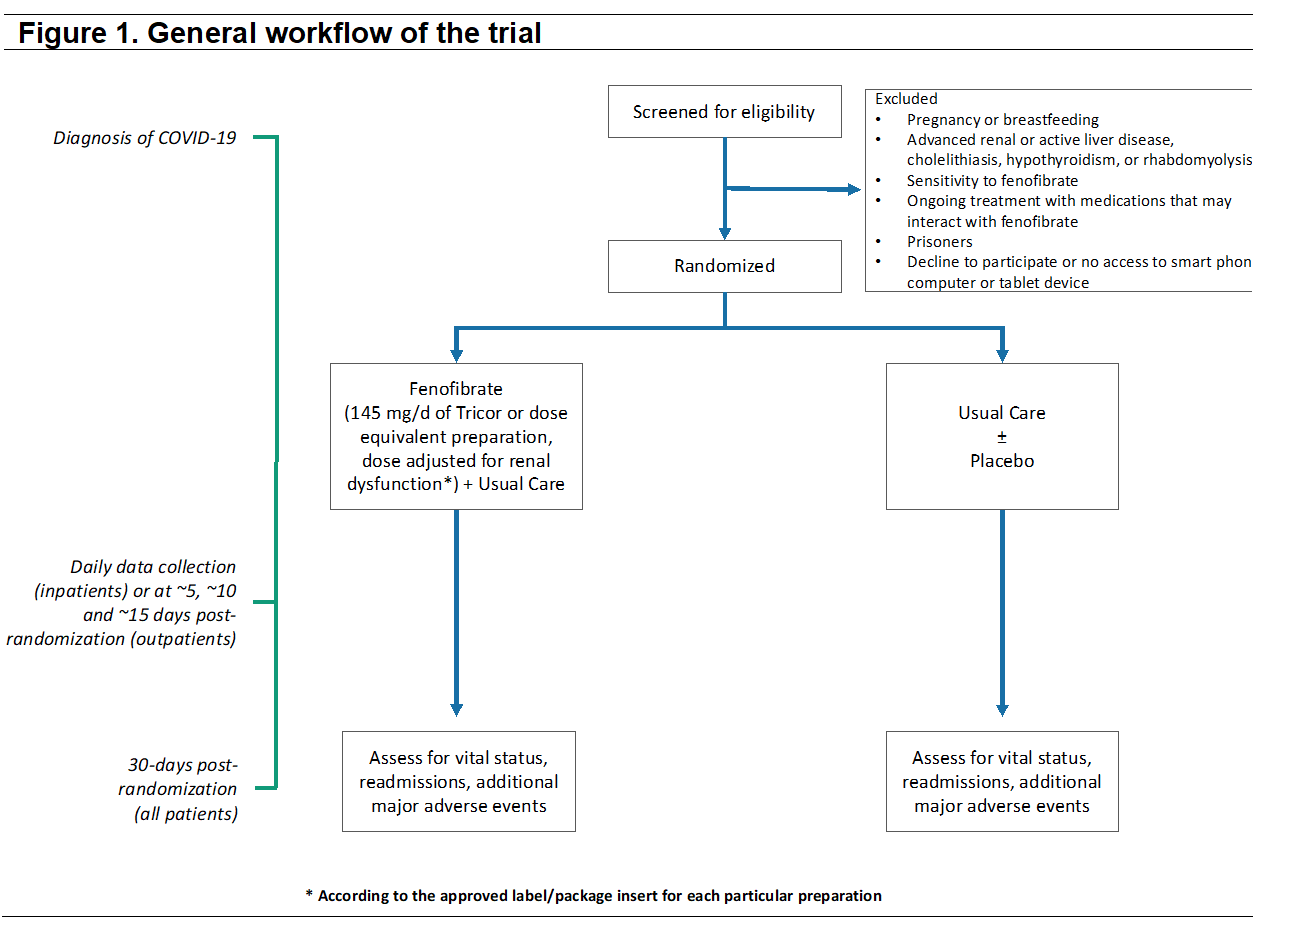 Figure 1. General workflow of the trial
Screened for eligibility
Excluded
• Pregnancy or breastfeeding
• Advanced renal or active liver disease,
cholelithiasis, hypothyroidism, or rhabdomyolysis
• Sensitivity to fenofibrate
• Ongoing treatment with medications that may
interact with fenofibrate
• Prisoners
• Decline to participate or no access to smart phon
computer or tablet device
Diagnosis of COVID-19
Randomized
Fenofibrate
(145 mg/d of Tricor or dose
equivalent preparation,
dose adjusted for renal
dysfunction*) + Usual Care
Usual Care
±
Placebo
Daily data collection
(inpatients) or at ~5, ~10
and ~15 days post-
randomization (outpatients)
30-days post-
randomization
(all patients)
Assess for vital status,
readmissions, additional
major adverse events
Assess for vital status,
readmissions, additional
major adverse events
* According to the approved label/package insert for each particular preparation